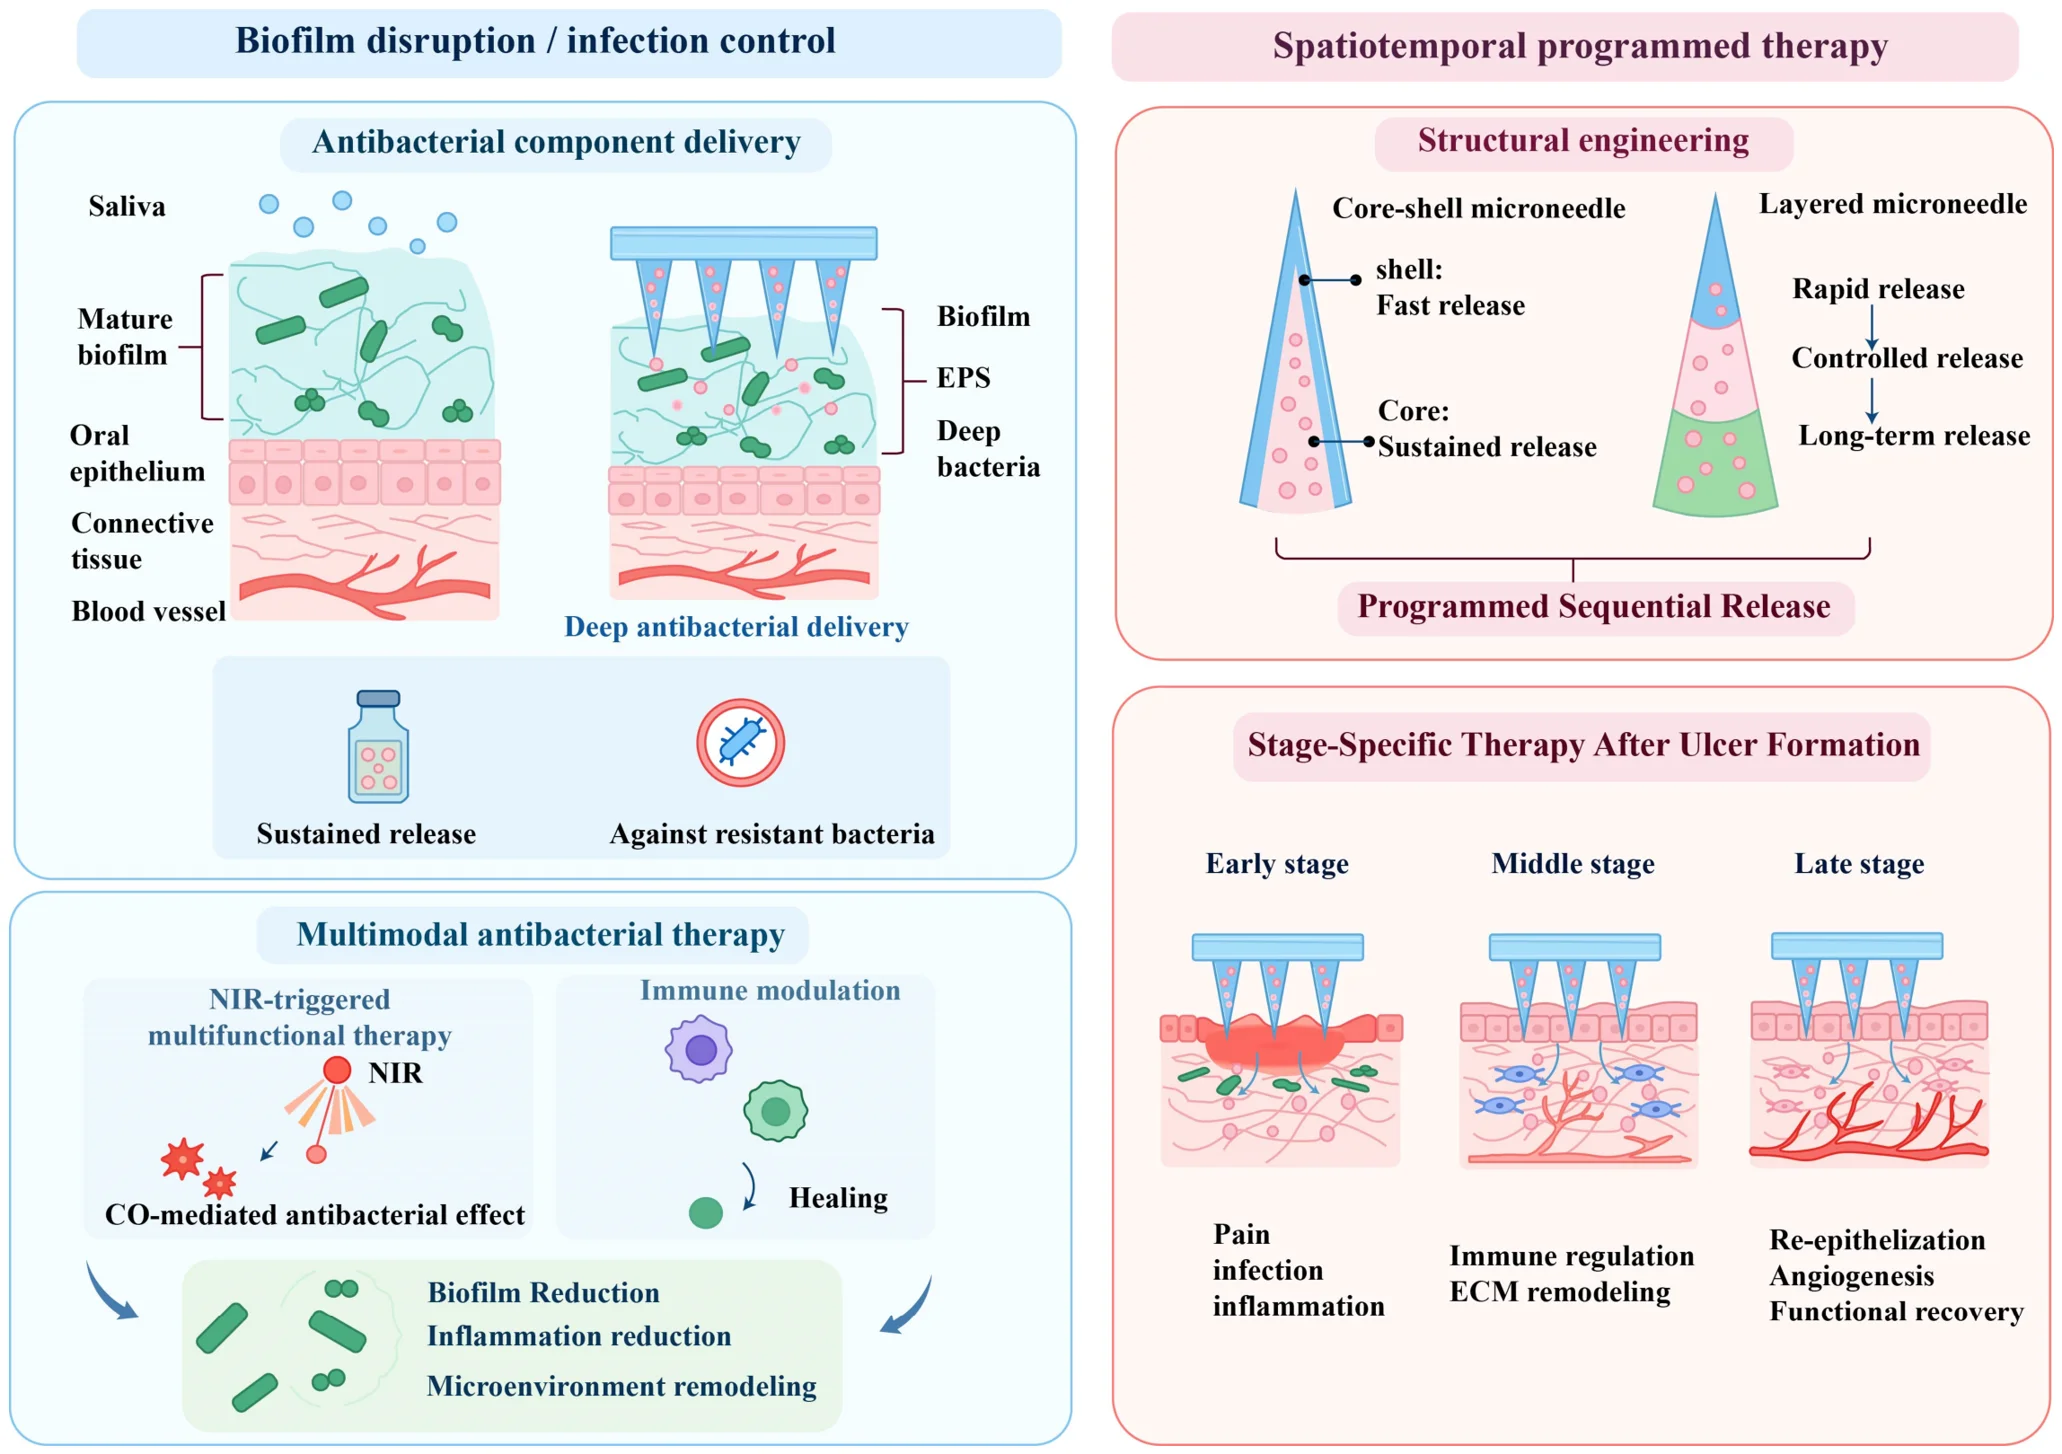 Biofilm disruption / infection control
Antibacterial component delivery
Saliva
Mature
biofilm
Oral
epithelium
Connective
tissue
Blood vessel
Biofilm
EPS
Deep
bacteria
Deep antibacterial delivery
Sustained release
Against resistant bacteria
Multimodal antibacterial therapy
NIR-triggered
multifunctional therapy
NIR
CO-mediated antibacterial effect
Immune modulation
Healing
Biofilm Reduction
Inflammation reduction
Microenvironment remodeling
Spatiotemporal programmed therapy
Structural engineering
Core-shell microneedle
shell:
Fast release
Core:
Sustained release
Layered microneedle
Rapid release
Controlled release
Long-term release
Programmed Sequential Release
Stage-Specific Therapy After Ulcer Formation
Early stage
Middle stage
Late stage
Pain
infection
inflammation
Immune regulation
ECM remodeling
Re-epithelization
Angiogenesis
Functional recovery